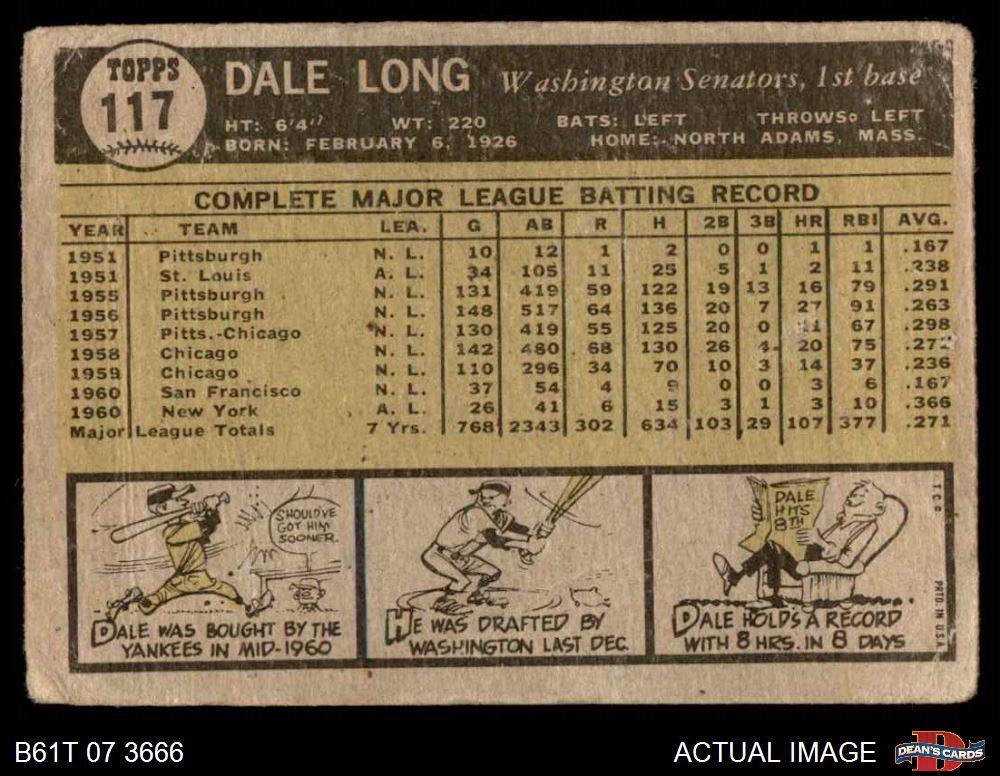 TOPPS
117
DALE LONG Washington Senators, 1st base
HT: 6'4" WT: 220 BATS: LEFT THROWS: LEFT
BORN: FEBRUARY 6, 1926 HOME: NORTH ADAMS, MASS.
COMPLETE MAJOR LEAGUE BATTING RECORD
YEAR TEAM LEA. G AB R H 2B 3B HR RBI AVG.
1951 Pittsburgh N. L. 10 12 1 2 0 0 1 1 .167
1951 St. Louis A. L. 34 105 11 25 5 1 2 11 .238
1955 Pittsburgh N. L. 131 419 59 122 19 13 16 79 .291
1956 Pittsburgh N. L. 148 517 64 136 20 7 27 91 .263
1957 Pitts.-Chicago N. L. 130 419 55 125 20 0 67 .298
1958 Chicago N. L. 142 480 68 130 26 4 20 75
1959 Chicago N. L. 110 296 34 70 10 3 14 37 .236
1960 San Francisco N. L. 37 54 4 9 0 0 3 6 .167
1960 New York A. L. 26 41 6 15 3 1 3 10 .366
Major League Totals 7 Yrs. 768 2343 302 634 103 29 107 377 .271
SHOULD'VE
GOT HIM
SOONER.
DALE WAS BOUGHT BY THE
YANKEES IN MID-1960
HE WAS DRAFTED BY
WASHINGTON LAST DEC.
DALE
HITS
8TH
DALE HOLDS A RECORD
WITH 8 HRS. IN 8 DAYS
T.C.G.
PRTD. IN U.S.A.
B61T 07 3666
ACTUAL IMAGE
D
DEAN'S CARDS